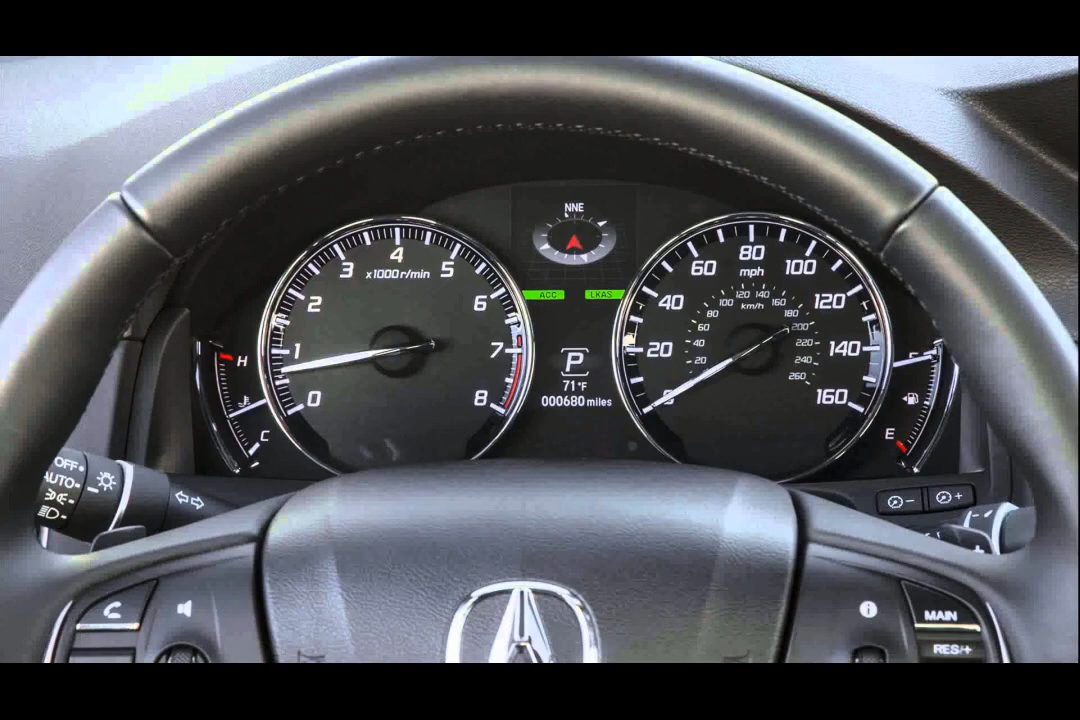 NNE
ACC
LKAS
x1000r/min
0
1
2
3
4
5
6
7
8
mph
km/h
20
40
60
80
100
120
140
160
20
40
60
80
100
120
140
160
180
200
220
240
260
H
C
P
71°F
000680 miles
E
OFF
AUTO
MAIN
RES/+